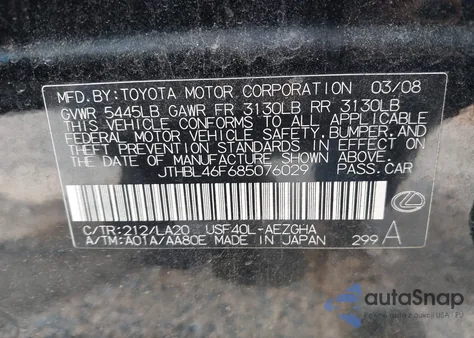 MFD.BY:TOYOTA MOTOR CORPORATION 03/08
GVWR 5445LB GAWR FR 3130LB RR 3130LB
THIS VEHICLE CONFORMS TO ALL APPLICABLE
FEDERAL MOTOR VEHICLE SAFETY, BUMPER, AND
THEFT PREVENTION STANDARDS IN EFFECT ON
THE DATE OF MANUFACTURE SHOWN ABOVE.
JTHBL46F685076029 PASS.CAR
C/TR:212/LA20 USF40L-AEZGHA
A/TM:A01A/AA80E MADE IN JAPAN 299 A
autoSnap